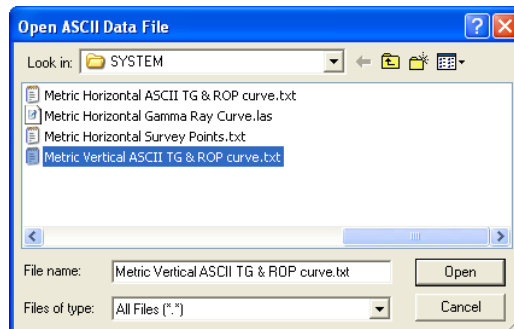 Open ASCII Data File
Look in: SYSTEM
Metric Horizontal ASCII TG & ROP curve.txt
Metric Horizontal Gamma Ray Curve.las
Metric Horizontal Survey Points.txt
Metric Vertical ASCII TG & ROP curve.txt
File name: Metric Vertical ASCII TG & ROP curve.txt Open
Files of type: All Files (*.*) Cancel